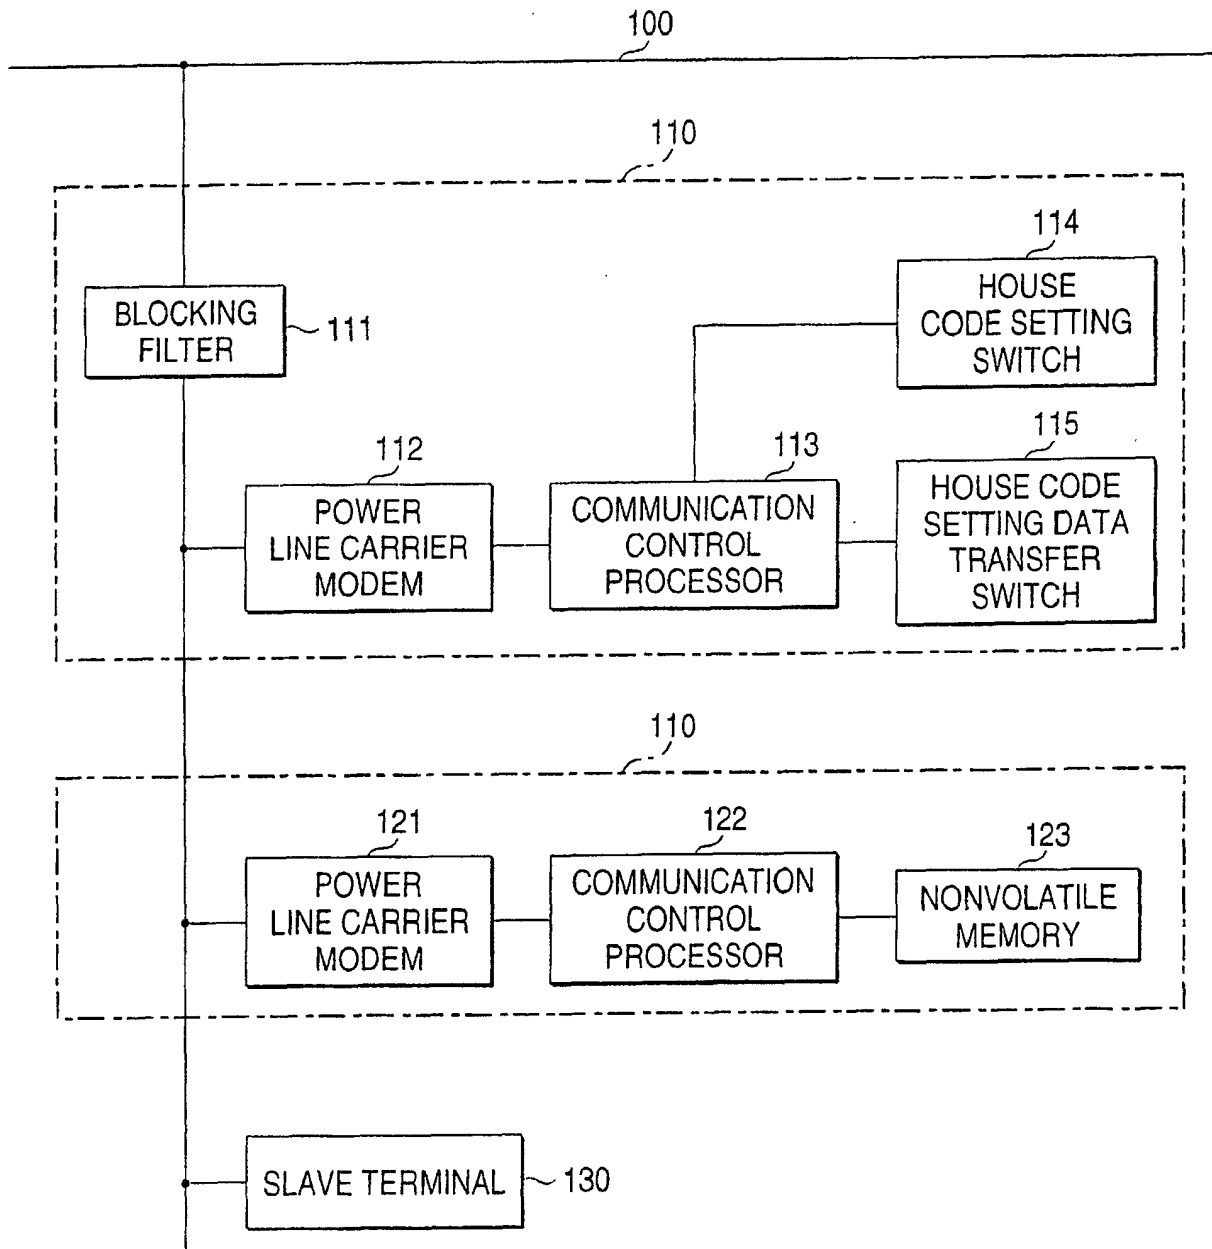 100
110
114
HOUSE
CODE SETTING
SWITCH
BLOCKING
FILTER
111
112
POWER
LINE CARRIER
MODEM
113
COMMUNICATION
CONTROL
PROCESSOR
115
HOUSE CODE
SETTING DATA
TRANSFER
SWITCH
110
121
POWER
LINE CARRIER
MODEM
122
COMMUNICATION
CONTROL
PROCESSOR
123
NONVOLATILE
MEMORY
SLAVE TERMINAL
130